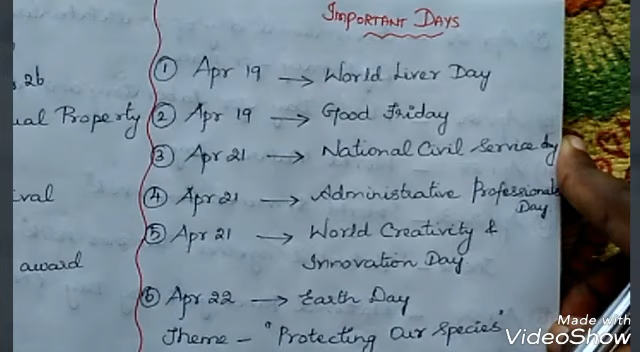 IMPORTANT DAYS
① Apr 19 → World Liver Day
26
ual Property
② Apr 19 → Good Friday
③ Apr 21 → National Civil Service day
ival
④ Apr 21 → Administrative Professionals
Day
⑤ Apr 21 → World Creativity &
Innovation Day
award
⑥ Apr 22 → Earth Day
Theme - "Protecting Our Species"
Made with
VideoShow